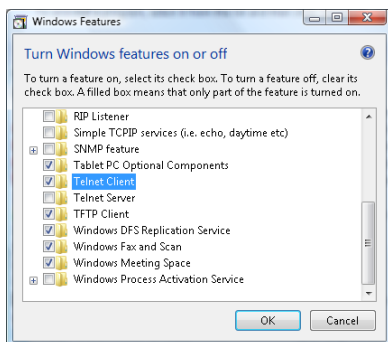 Windows Features
Turn Windows features on or off
To turn a feature on, select its check box. To turn a feature off, clear its
check box. A filled box means that only part of the feature is turned on.
RIP Listener
Simple TCPIP services (i.e. echo, daytime etc)
SNMP feature
Tablet PC Optional Components
Telnet Client
Telnet Server
TFTP Client
Windows DFS Replication Service
Windows Fax and Scan
Windows Meeting Space
Windows Process Activation Service
OK Cancel